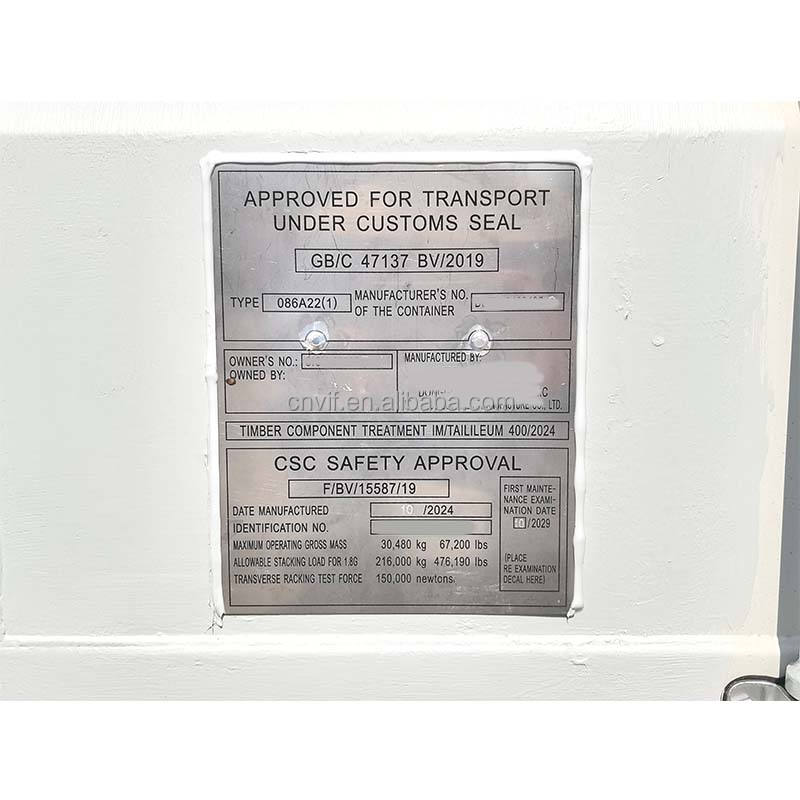 APPROVED FOR TRANSPORT
UNDER CUSTOMS SEAL
GB/C 47137 BV/2019
TYPE 086A22(1) MANUFACTURER'S NO.
OF THE CONTAINER
OWNER'S NO.:
OWNED BY:
MANUFACTURED BY:
CO., LTD.
cnvif.en.alibaba.com
TIMBER COMPONENT TREATMENT IM/TAILILEUM 400/2024
CSC SAFETY APPROVAL
F/BV/15587/19
DATE MANUFACTURED 10 /2024
IDENTIFICATION NO.
MAXIMUM OPERATING GROSS MASS 30,480 kg 67,200 lbs
ALLOWABLE STACKING LOAD FOR 1.8G 216,000 kg 476,190 lbs
TRANSVERSE RACKING TEST FORCE 150,000 newtons
FIRST MAINTE-
NANCE EXAMI-
NATION DATE
10/2029
(PLACE
RE EXAMINATION
DECAL HERE)